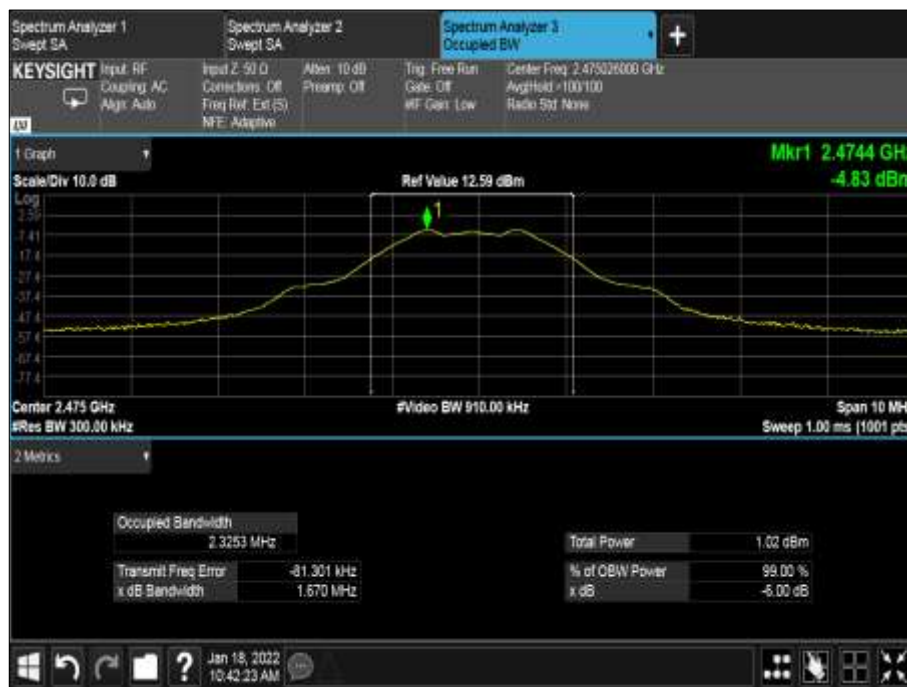 Spectrum Analyzer 1
Swept SA
Spectrum Analyzer 2
Swept SA
Spectrum Analyzer 3
Occupied BW
KEYSIGHT
Input: RF
Coupling: AC
Align: Auto
Input Z: 50 Ω
Corrections: Off
Freq Ref: Ext (S)
NFE: Adaptive
Atten: 10 dB
Preamp: Off
Trig: Free Run
Gate: Off
#IF Gain: Low
Center Freq: 2.475026000 GHz
Avg|Hold:>100/100
Radio Std: None
1 Graph
Scale/Div 10.0 dB
Ref Value 12.59 dBm
Mkr1 2.4744 GH
-4.83 dBm
Log
2.59
-7.41
-17.4
-27.4
-37.4
-47.4
-57.4
-67.4
-77.4
1
Center 2.475 GHz
#Res BW 300.00 kHz
#Video BW 910.00 kHz
Span 10 MH
Sweep 1.00 ms (1001 pts
2 Metrics
Occupied Bandwidth
2.3253 MHz
Transmit Freq Error -81.301 kHz
x dB Bandwidth 1.670 MHz
Total Power 1.02 dBm
% of OBW Power 99.00 %
x dB -6.00 dB
Jan 18, 2022
10:42:23 AM